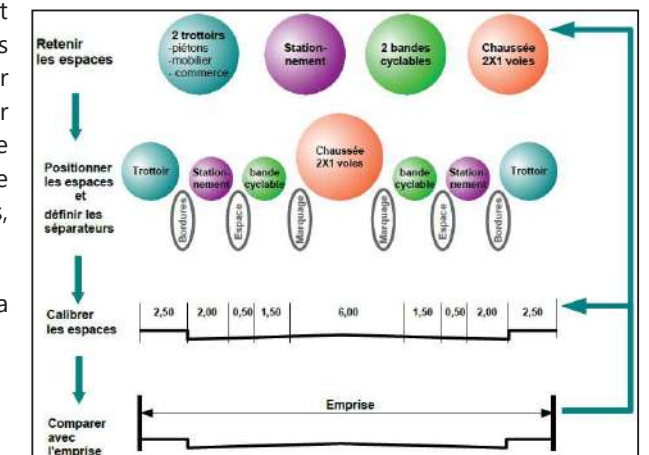 t
s
r
r
e
e
s,
a
Retenir
les espaces
2 trottoirs
-piétons
-mobilier
- commerce
Station-
nement
2 bandes
cyclables
Chaussée
2X1 voies
Positionner
les espaces
et
définir les
séparateurs
Trottoir
Station-
nement
bande
cyclable
Chaussée
2X1 voies
bande
cyclable
Station-
nement
Trottoir
Bordures
Espace
Marquage
Marquage
Espace
Bordures
Calibrer
les espaces
2,50
2,00
0,50
1,50
6,00
1,50
0,50
2,00
2,50
Comparer
avec
l'emprise
Emprise